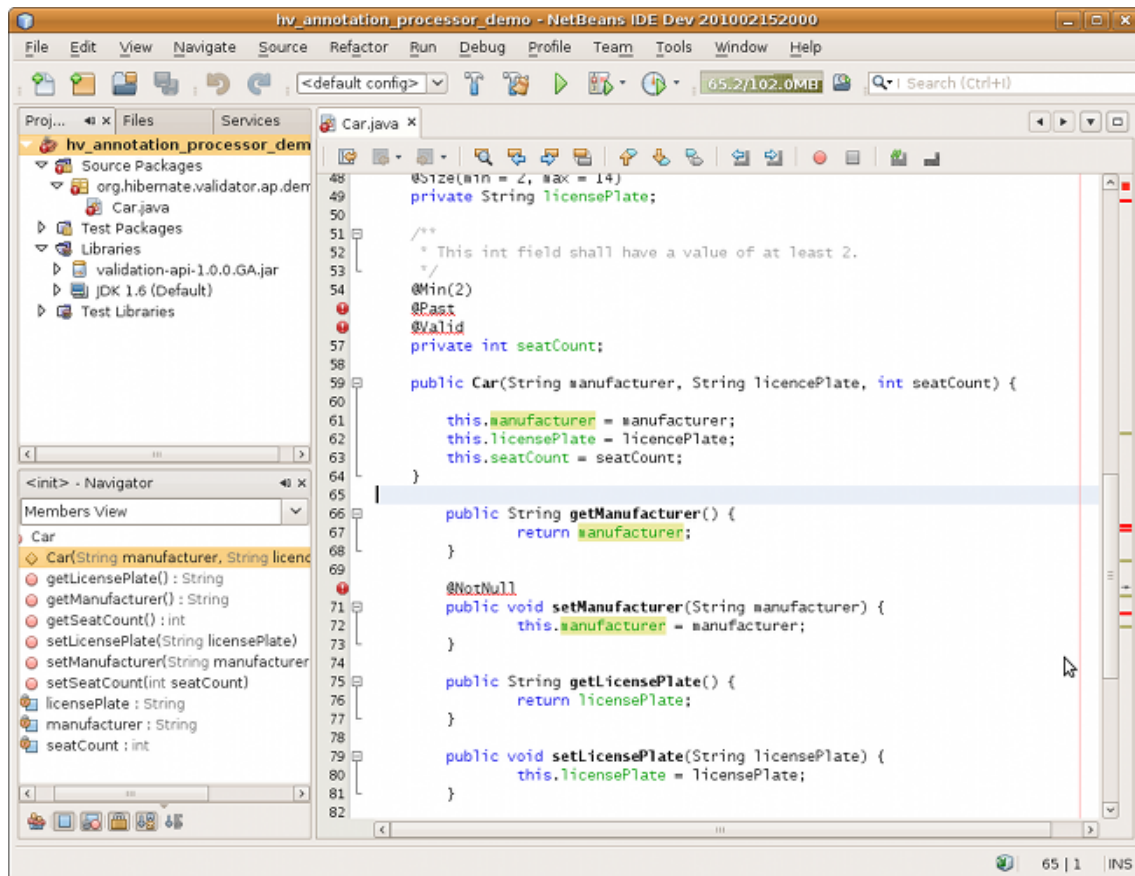 hv_annotation_processor_demo - NetBeans IDE Dev 201002152000
File Edit View Navigate Source Refactor Run Debug Profile Team Tools Window Help
<default config> 65.2/102.0MB Search (Ctrl+I)
Proj... Files Services
hv_annotation_processor_dem
Source Packages
org.hibernate.validator.ap.dem
Car.java
Test Packages
Libraries
validation-api-1.0.0.GA.jar
JDK 1.6 (Default)
Test Libraries
<init> - Navigator
Members View
Car
Car(String manufacturer, String licenc
getLicensePlate() : String
getManufacturer() : String
getSeatCount() : int
setLicensePlate(String licensePlate)
setManufacturer(String manufacturer
setSeatCount(int seatCount)
licensePlate : String
manufacturer : String
seatCount : int
Car.java
48 @Size(min = 2, max = 14)
49 private String licensePlate;
50
51 /**
52 * This int field shall have a value of at least 2.
53 */
54 @Min(2)
@Past
@Valid
57 private int seatCount;
58
59 public Car(String manufacturer, String licencePlate, int seatCount) {
60
61 this.manufacturer = manufacturer;
62 this.licensePlate = licencePlate;
63 this.seatCount = seatCount;
64 }
65
66 public String getManufacturer() {
67 return manufacturer;
68 }
69
@NotNull
71 public void setManufacturer(String manufacturer) {
72 this.manufacturer = manufacturer;
73 }
74
75 public String getLicensePlate() {
76 return licensePlate;
77 }
78
79 public void setLicensePlate(String licensePlate) {
80 this.licensePlate = licensePlate;
81 }
82
65 | 1 INS